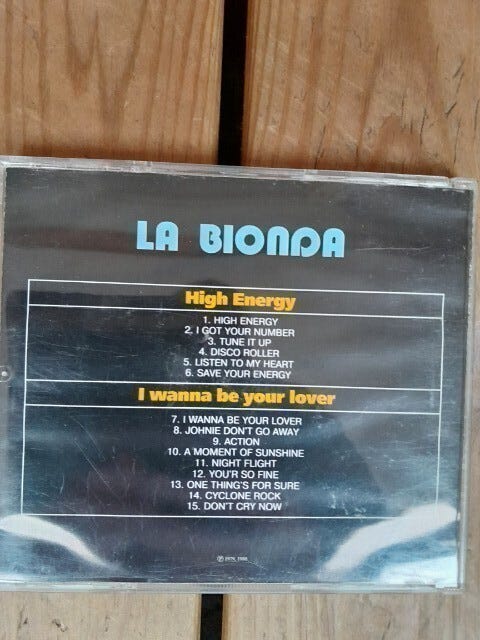 LA BIONDA
High Energy
1. HIGH ENERGY
2. I GOT YOUR NUMBER
3. TUNE IT UP
4. DISCO ROLLER
5. LISTEN TO MY HEART
6. SAVE YOUR ENERGY
I wanna be your lover
7. I WANNA BE YOUR LOVER
8. JOHNIE DON'T GO AWAY
9. ACTION
10. A MOMENT OF SUNSHINE
11. NIGHT FLIGHT
12. YOU'R SO FINE
13. ONE THING'S FOR SURE
14. CYCLONE ROCK
15. DON'T CRY NOW